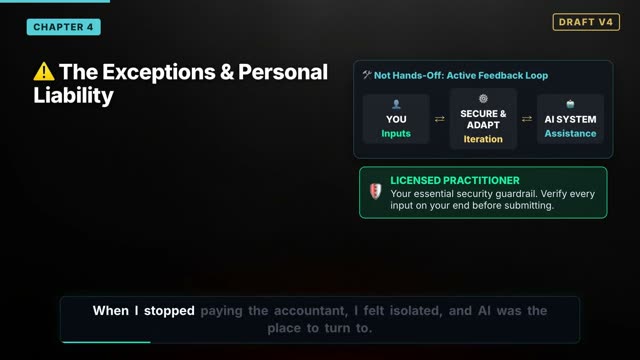 CHAPTER 4
DRAFT V4
⚠️ The Exceptions & Personal
Liability
🛠️ Not Hands-Off: Active Feedback Loop
YOU
Inputs
⇄
SECURE &
ADAPT
Iteration
⇄
AI SYSTEM
Assistance
LICENSED PRACTITIONER
Your essential security guardrail. Verify every
input on your end before submitting.
When I stopped paying the accountant, I felt isolated, and AI was the
place to turn to.